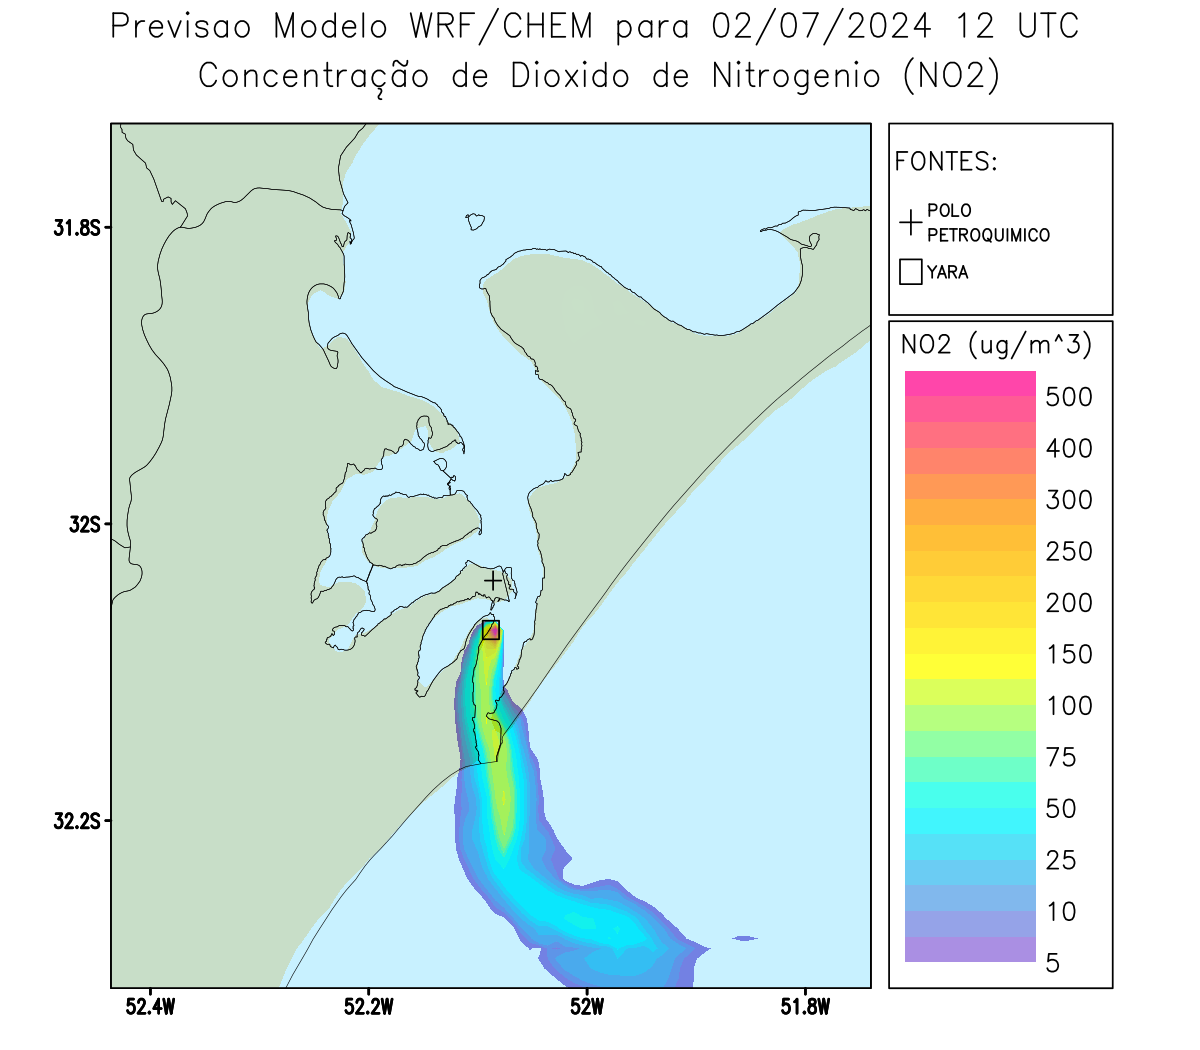 Previsao Modelo WRF/CHEM para 02/07/2024 12 UTC
Concentração de Dioxido de Nitrogenio (NO2)
FONTES:
POLO
PETROQUIMICO
YARA
NO2 (ug/m^3)
500
400
300
250
200
150
100
75
50
25
10
5
31.8S
32S
32.2S
52.4W
52.2W
52W
51.8W